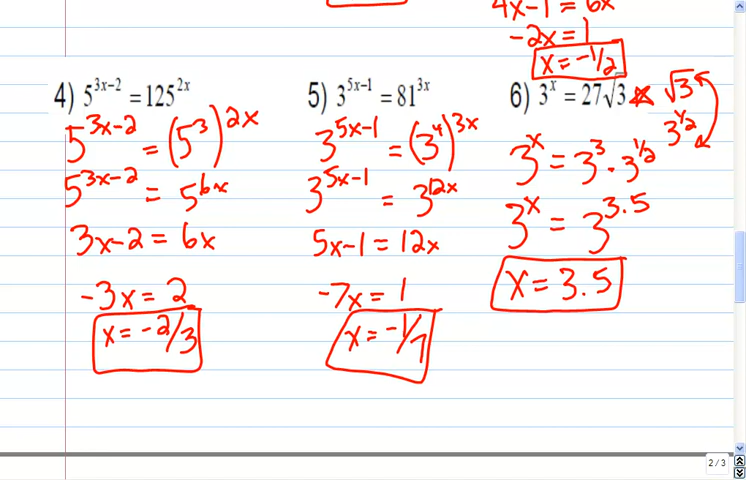 4x-1 = 6x
-2x = 1
x = -1/2
4) 5^{3x-2} = 125^{2x}
5^{3x-2} = (5^3)^{2x}
5^{3x-2} = 5^{6x}
3x-2 = 6x
-3x = 2
x = -2/3
5) 3^{5x-1} = 81^{3x}
3^{5x-1} = (3^4)^{3x}
3^{5x-1} = 3^{12x}
5x-1 = 12x
-7x = 1
x = -1/7
6) 3^x = 27√3
√3
3^{1/2}
3^x = 3^3 · 3^{1/2}
3^x = 3^{3.5}
x = 3.5
2/3